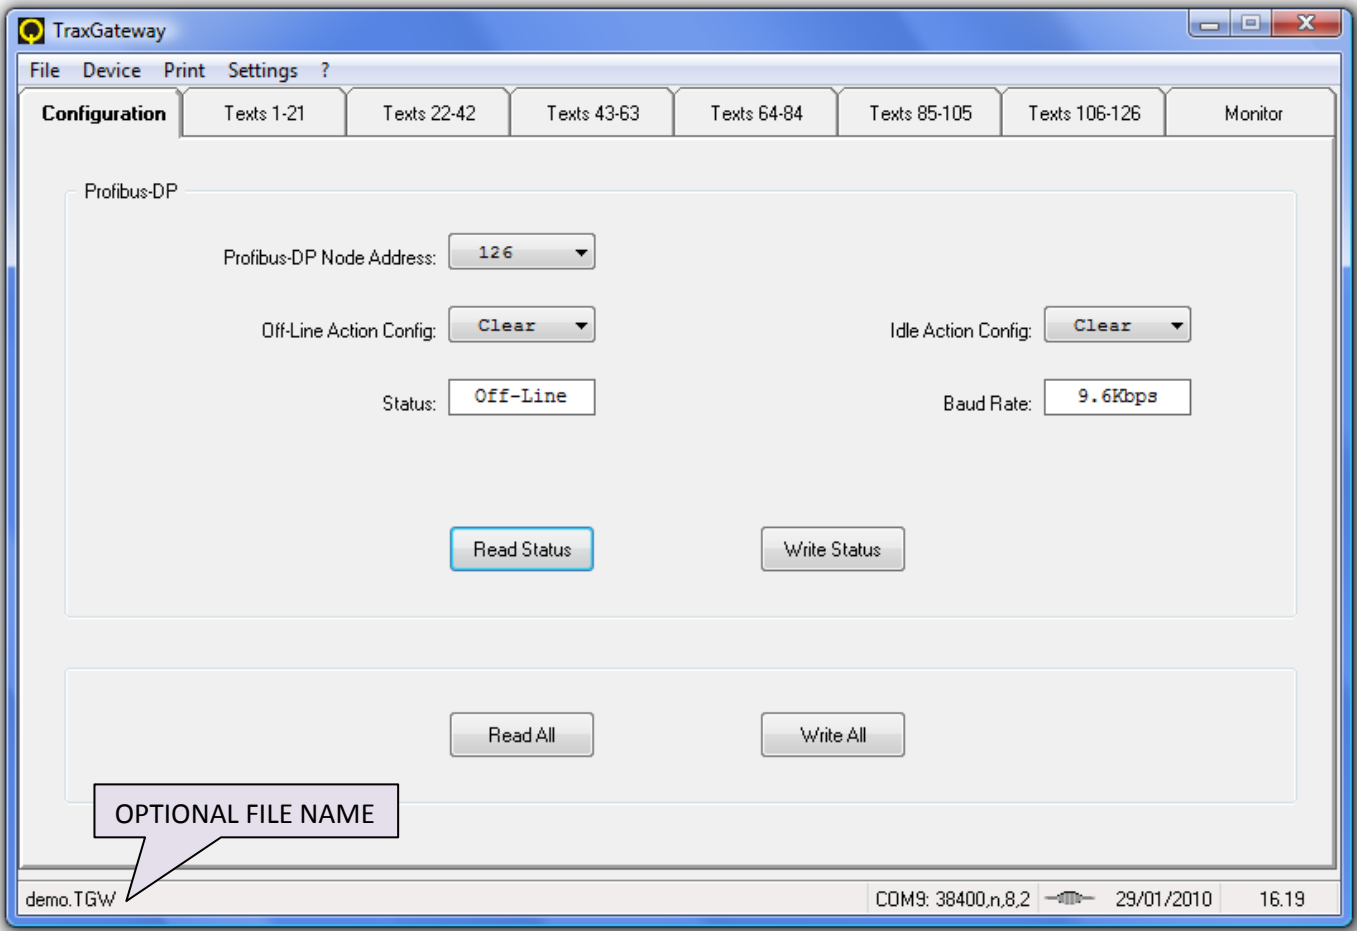 TraxGateway
File Device Print Settings ?
Configuration Texts 1-21 Texts 22-42 Texts 43-63 Texts 64-84 Texts 85-105 Texts 106-126 Monitor
Profibus-DP
Profibus-DP Node Address: 126
Off-Line Action Config: Clear Idle Action Config: Clear
Status: Off-Line Baud Rate: 9.6Kbps
Read Status Write Status
Read All Write All
OPTIONAL FILE NAME
demo.TGW COM9: 38400,n,8,2 29/01/2010 16.19